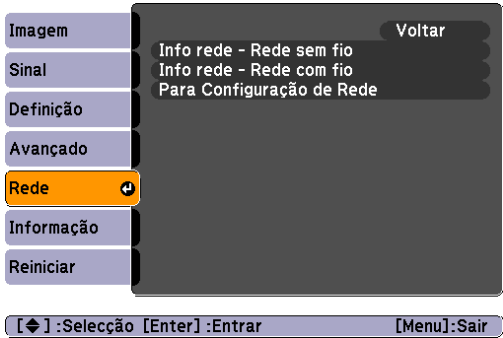 Imagem
Sinal
Definição
Avançado
Rede
Informação
Reiniciar
Voltar
Info rede - Rede sem fio
Info rede - Rede com fio
Para Configuração de Rede
[◆] :Selecção [Enter] :Entrar [Menu]:Sair